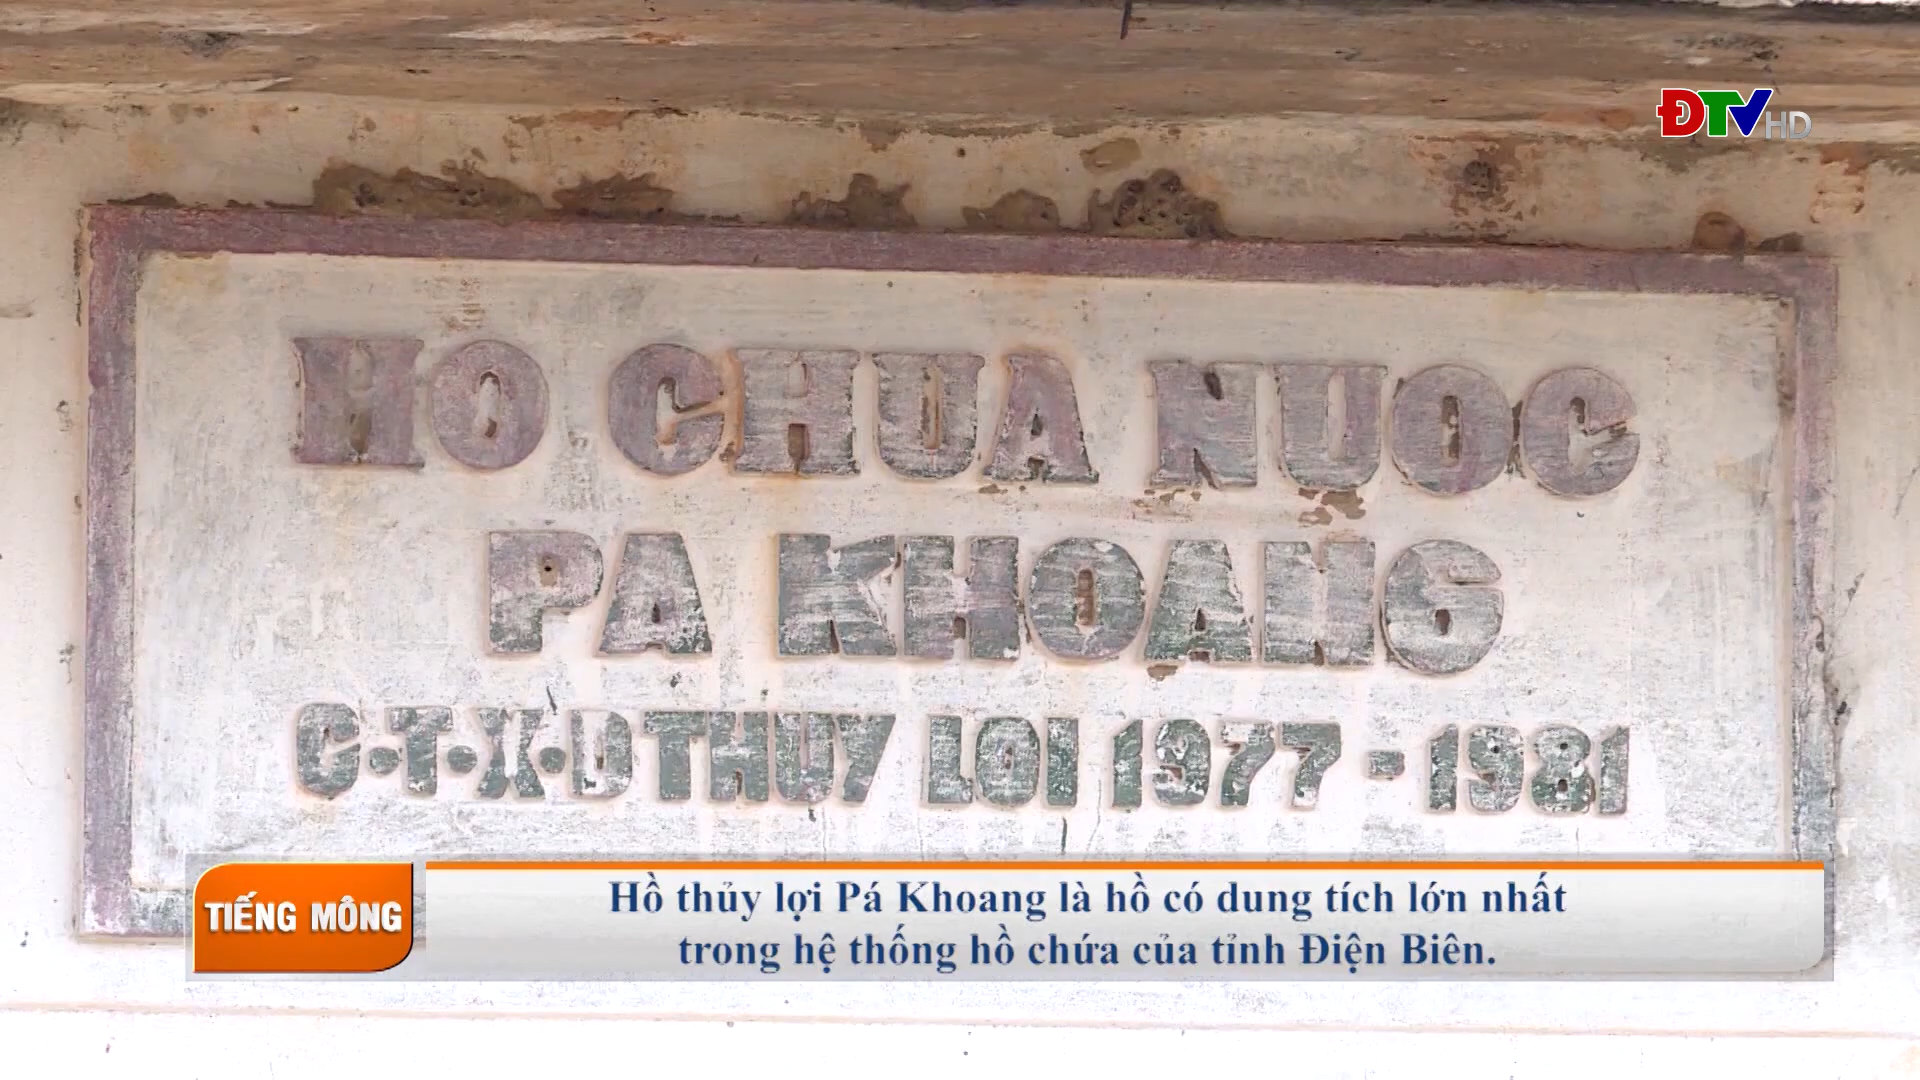 ĐTV HD
HO CHUA NUOC
PA KHOANG
C.T.X.D THUY LOI 1977 - 1981
TIẾNG MÔNG
Hồ thủy lợi Pá Khoang là hồ có dung tích lớn nhất
trong hệ thống hồ chứa của tỉnh Điện Biên.